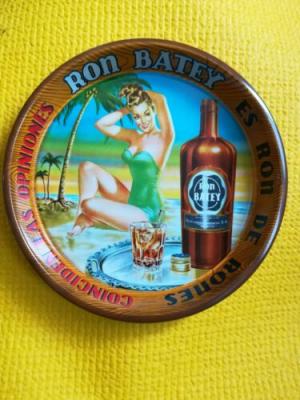 COINCIDEN LAS OPINIONES
RON BATEY
ES RON DE RONES
Ron
BATEY